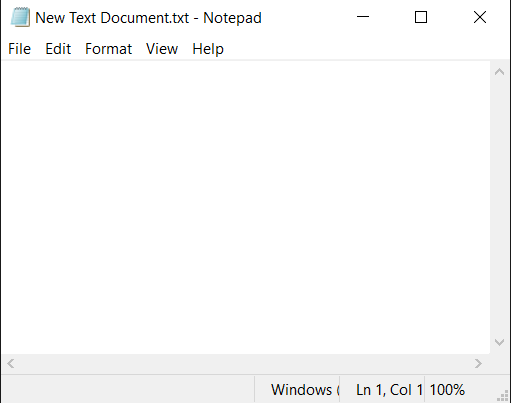 New Text Document.txt - Notepad
File Edit Format View Help
Windows ( Ln 1, Col 1 100%